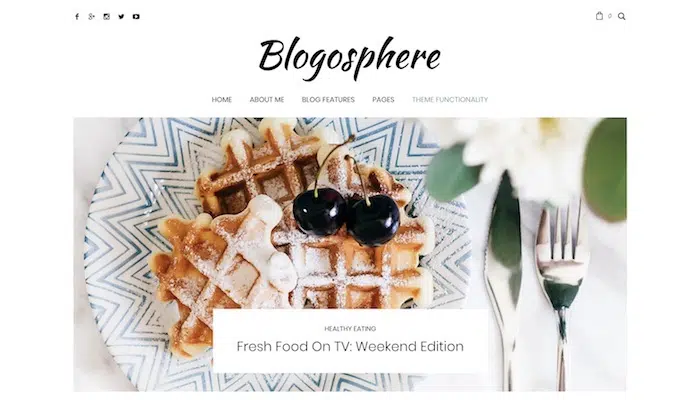 0
Blogosphere
HOME ABOUT ME BLOG FEATURES PAGES THEME FUNCTIONALITY
HEALTHY EATING
Fresh Food On TV: Weekend Edition